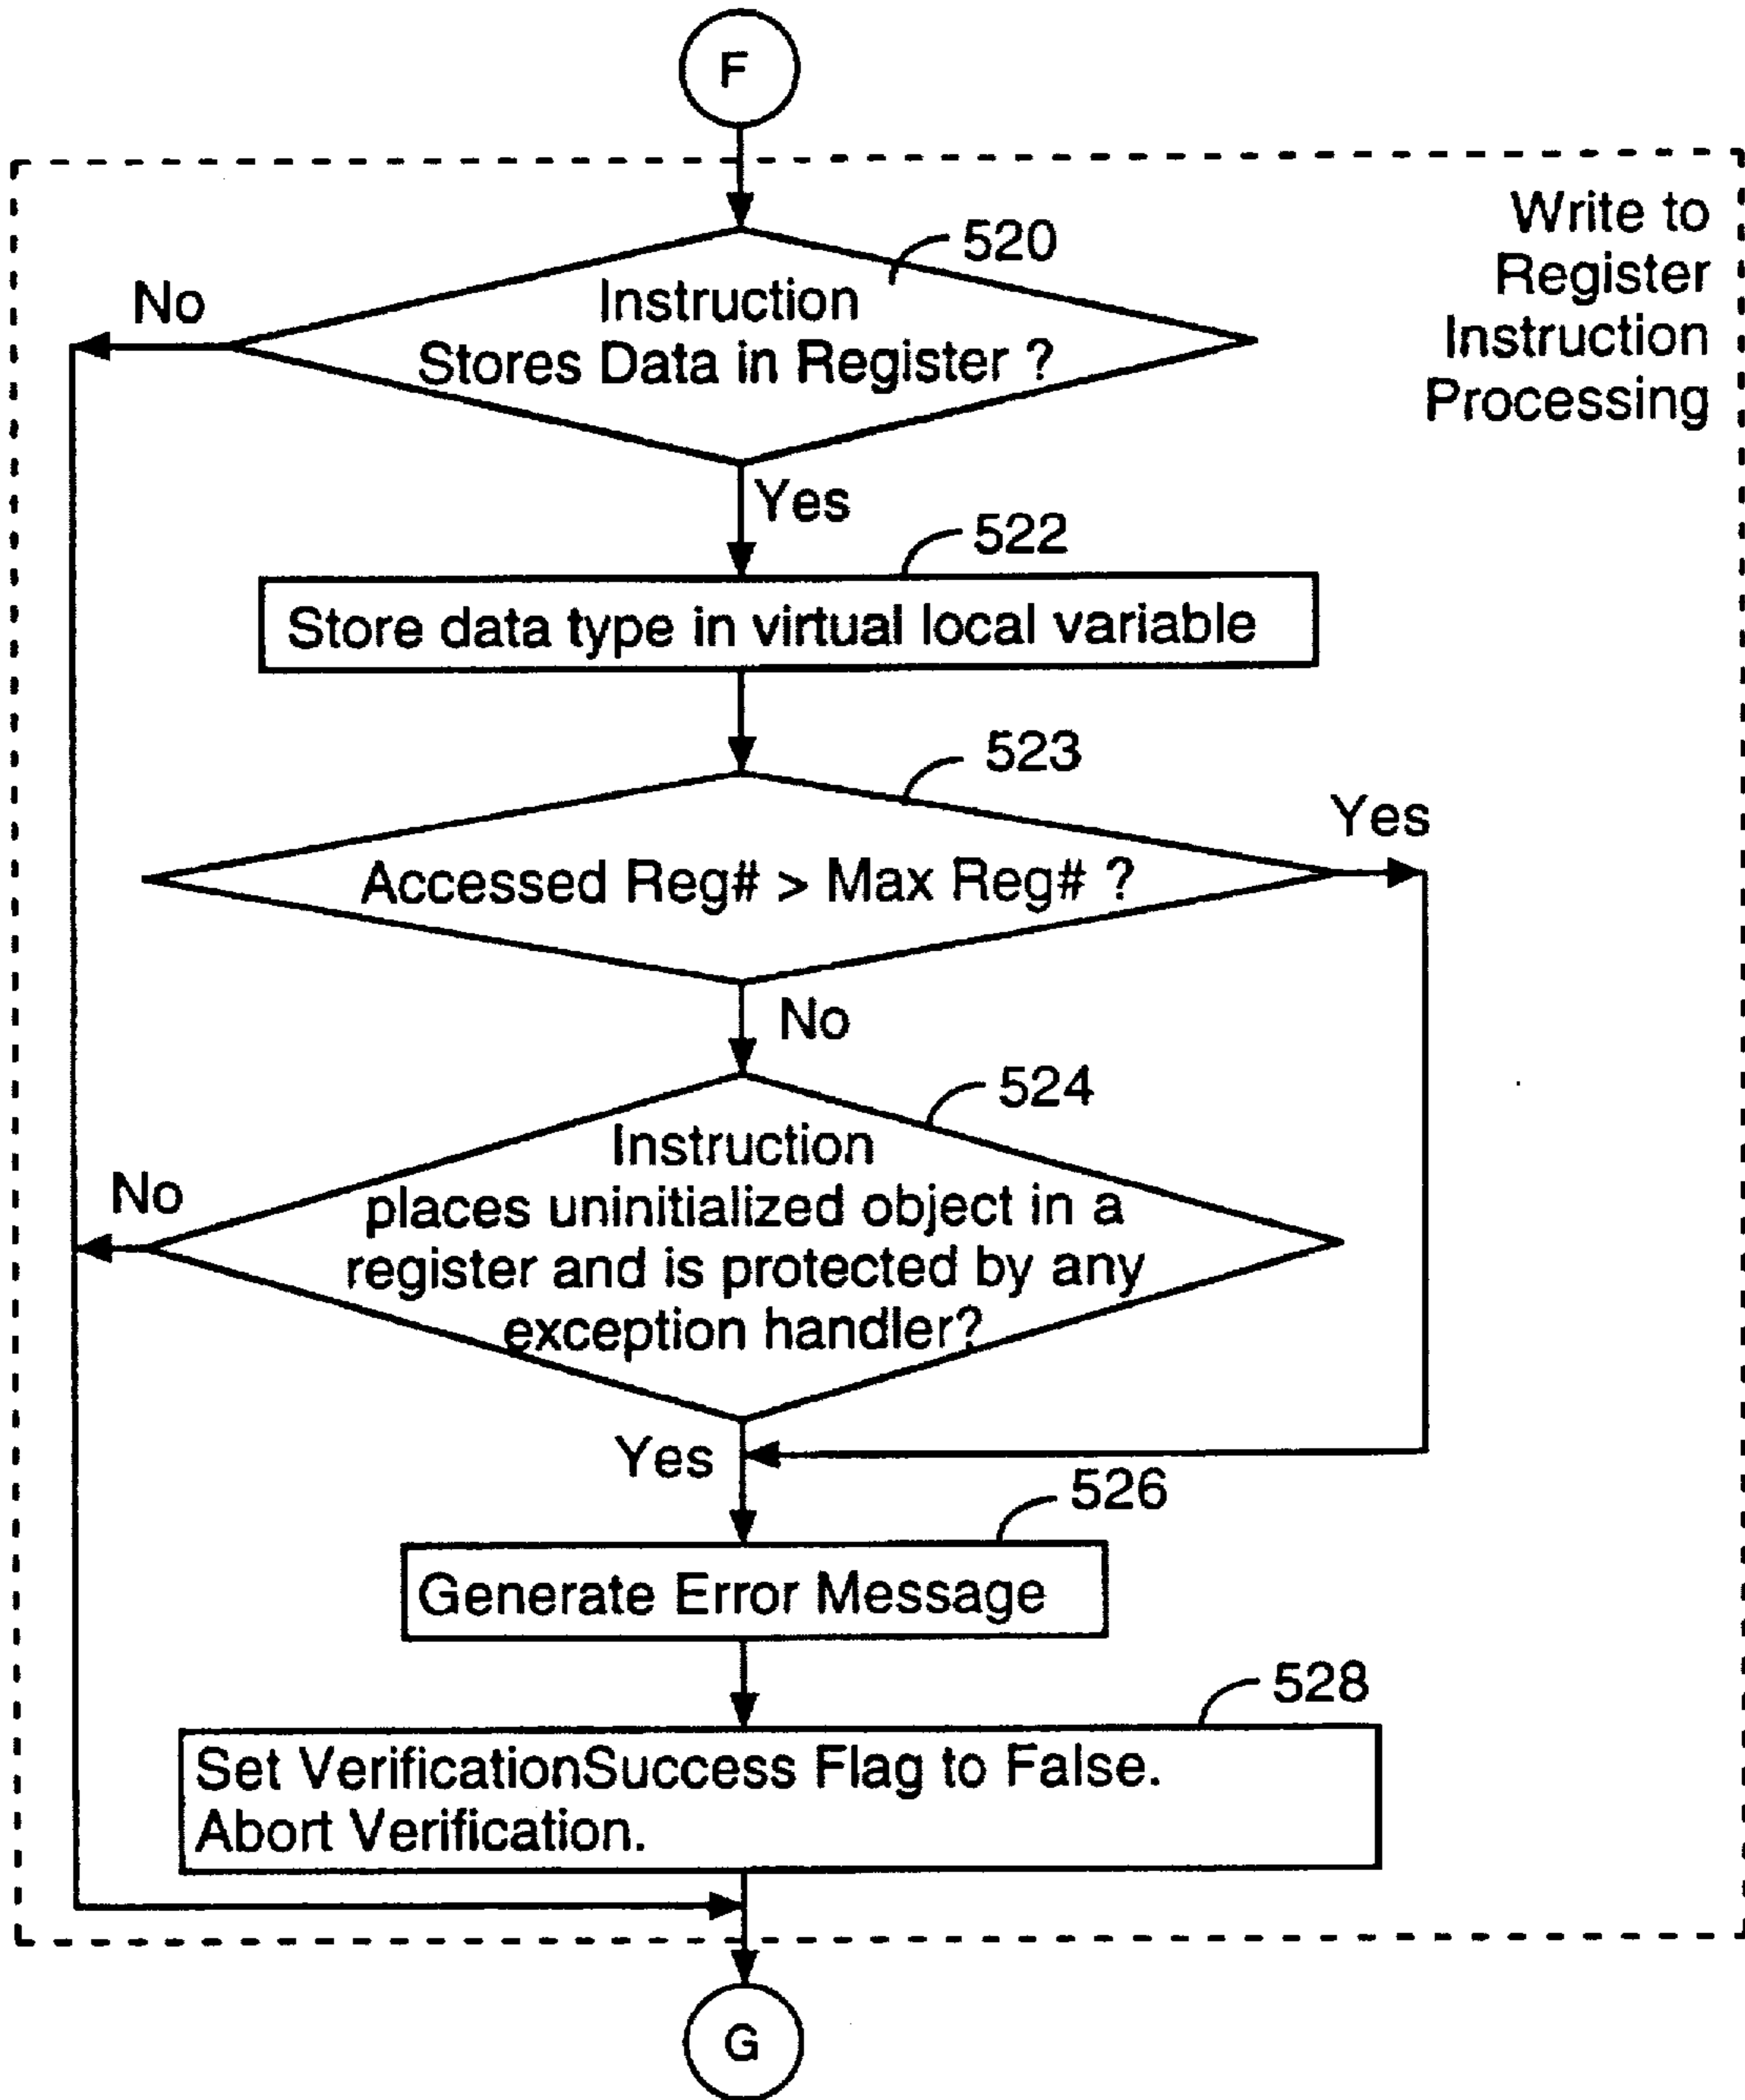 F
Write to
Register
Instruction
Processing
520
Instruction
Stores Data in Register ?
No
Yes
522
Store data type in virtual local variable
523
Accessed Reg# > Max Reg# ?
Yes
No
524
Instruction
places uninitialized object in a
register and is protected by any
exception handler?
No
Yes
526
Generate Error Message
528
Set VerificationSuccess Flag to False.
Abort Verification.
G